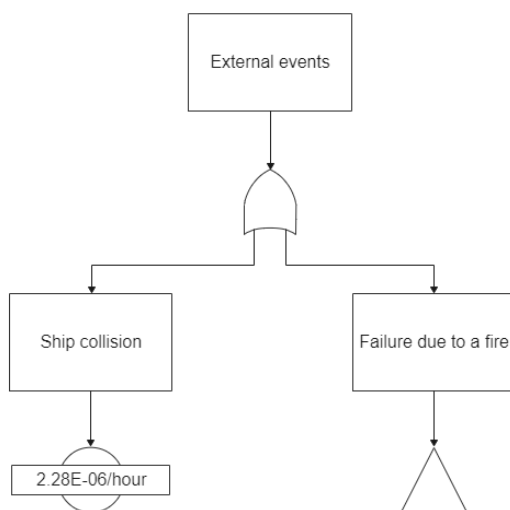 External events
Ship collision
Failure due to a fire
2.28E-06/hour